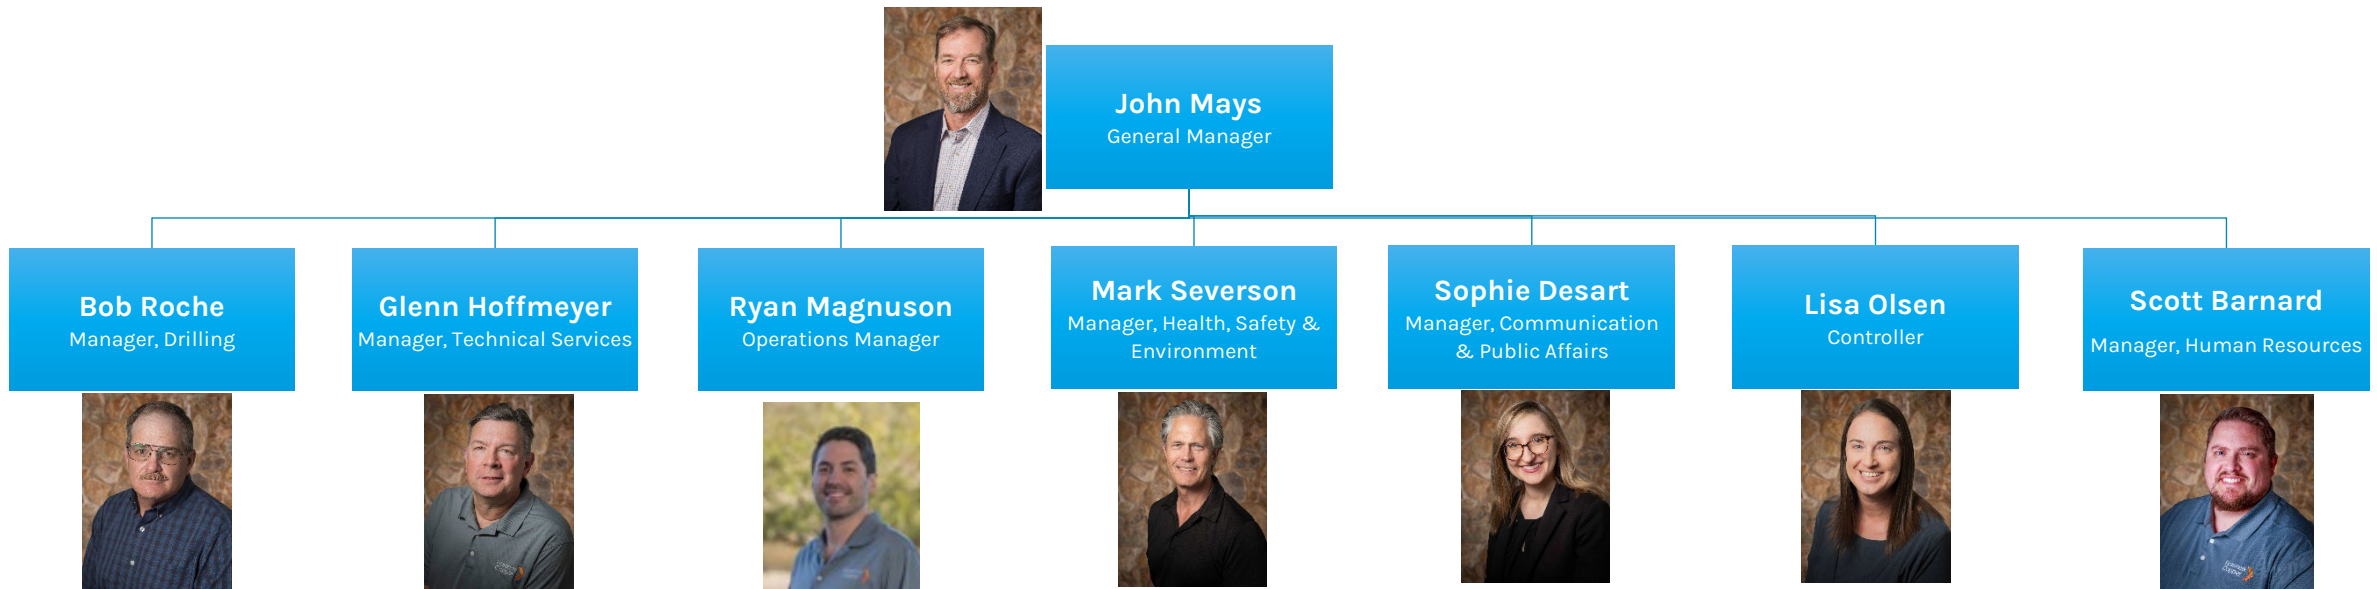 John Mays
General Manager
Bob Roche
Manager, Drilling
Glenn Hoffmeyer
Manager, Technical Services
Ryan Magnuson
Operations Manager
Mark Severson
Manager, Health, Safety &
Environment
Sophie Desart
Manager, Communication
& Public Affairs
Lisa Olsen
Controller
Scott Barnard
Manager, Human Resources